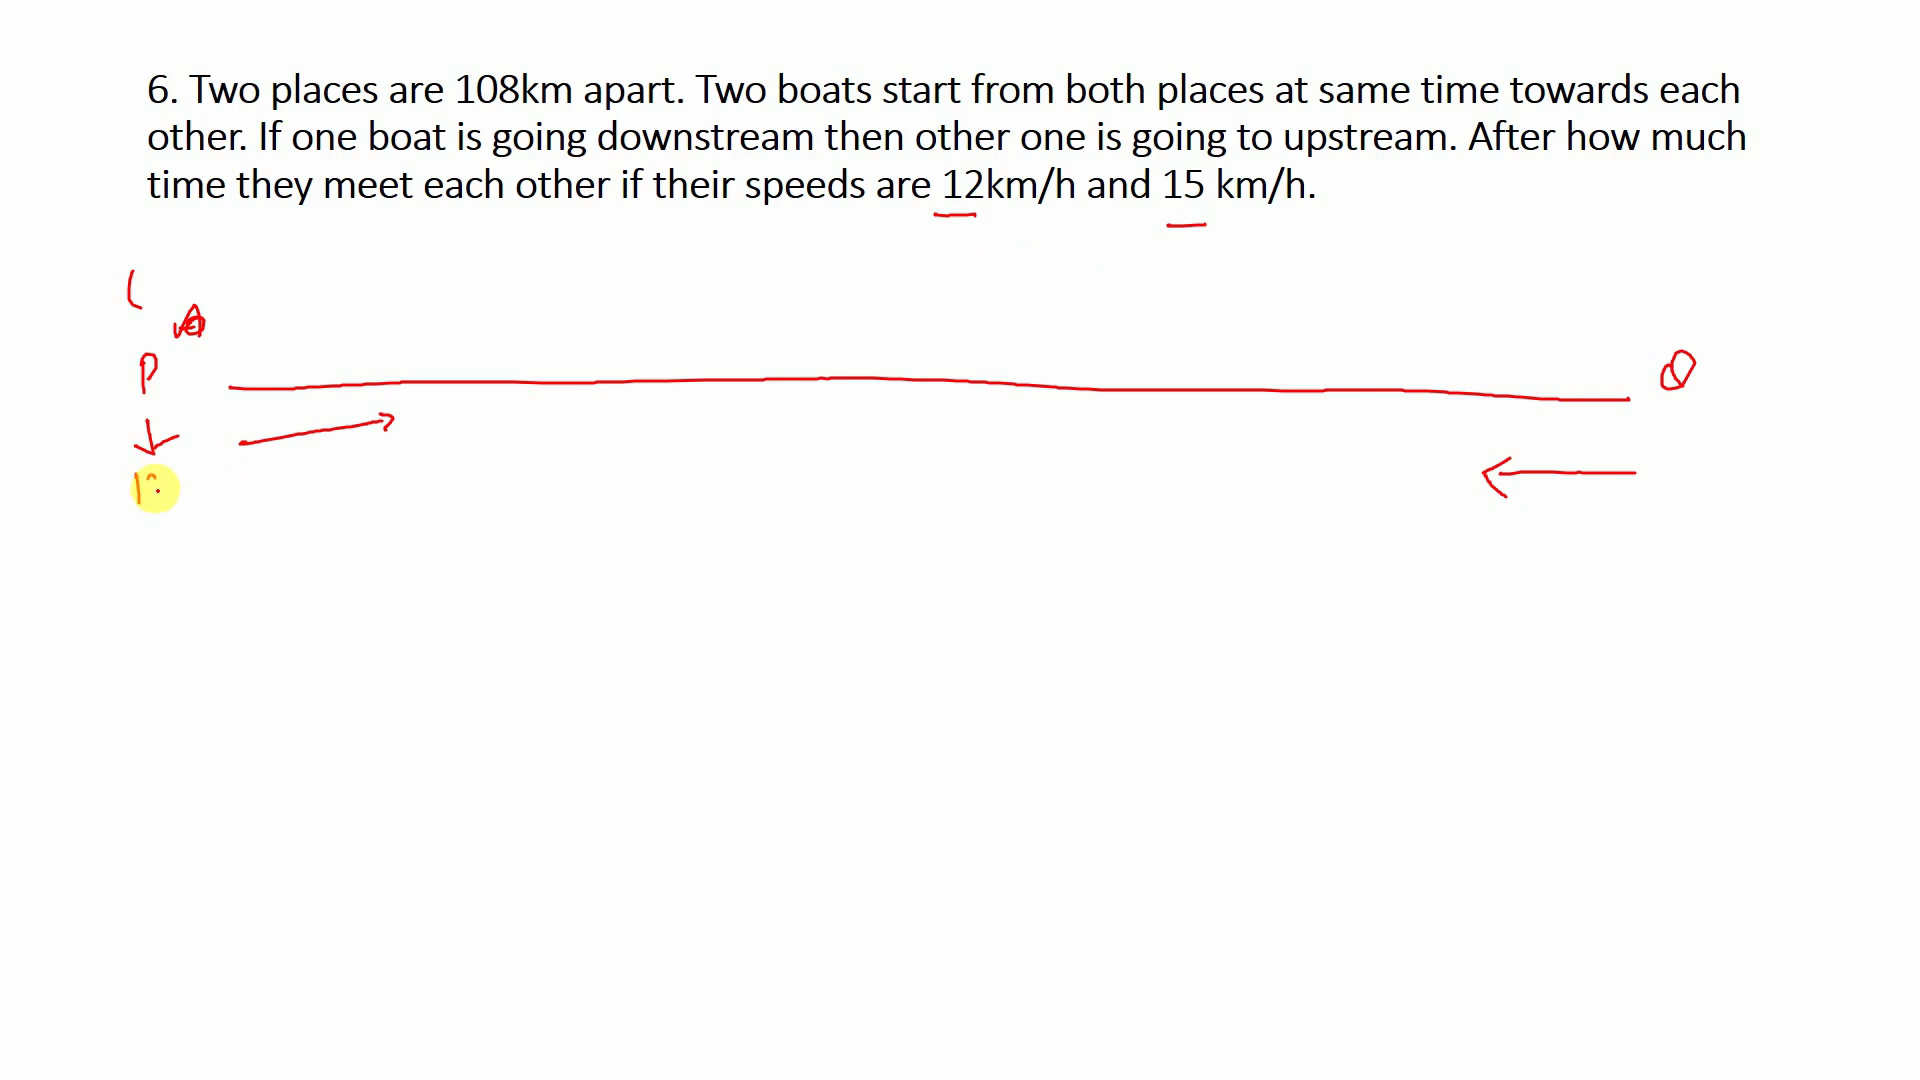 6. Two places are 108km apart. Two boats start from both places at same time towards each
other. If one boat is going downstream then other one is going to upstream. After how much
time they meet each other if their speeds are 12km/h and 15 km/h.
A
P